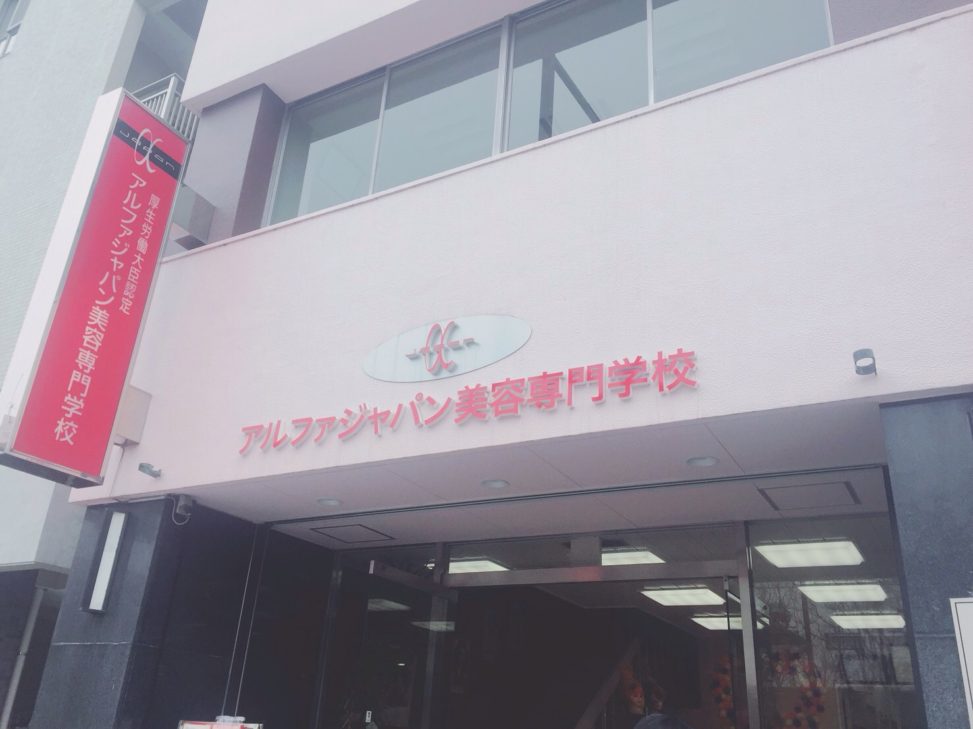 α
Japan
厚生労働大臣認定
アルファジャパン美容専門学校
アルファジャパン美容専門学校